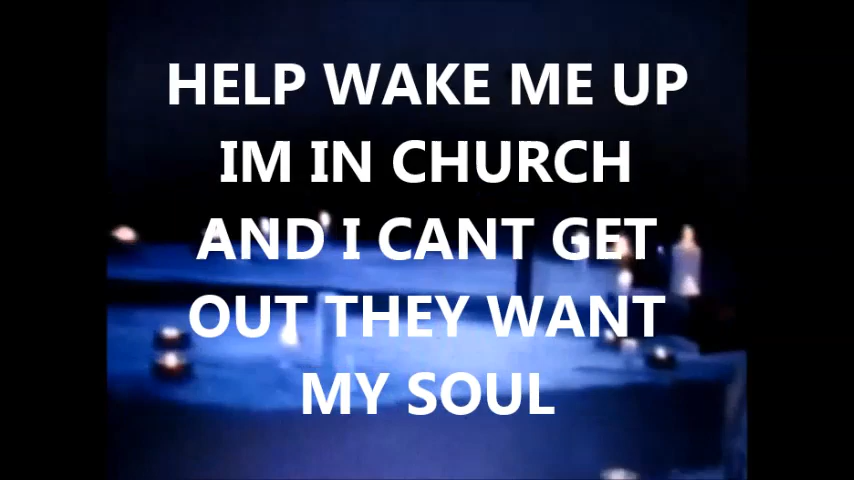 HELP WAKE ME UP
IM IN CHURCH
AND I CANT GET
OUT THEY WANT
MY SOUL